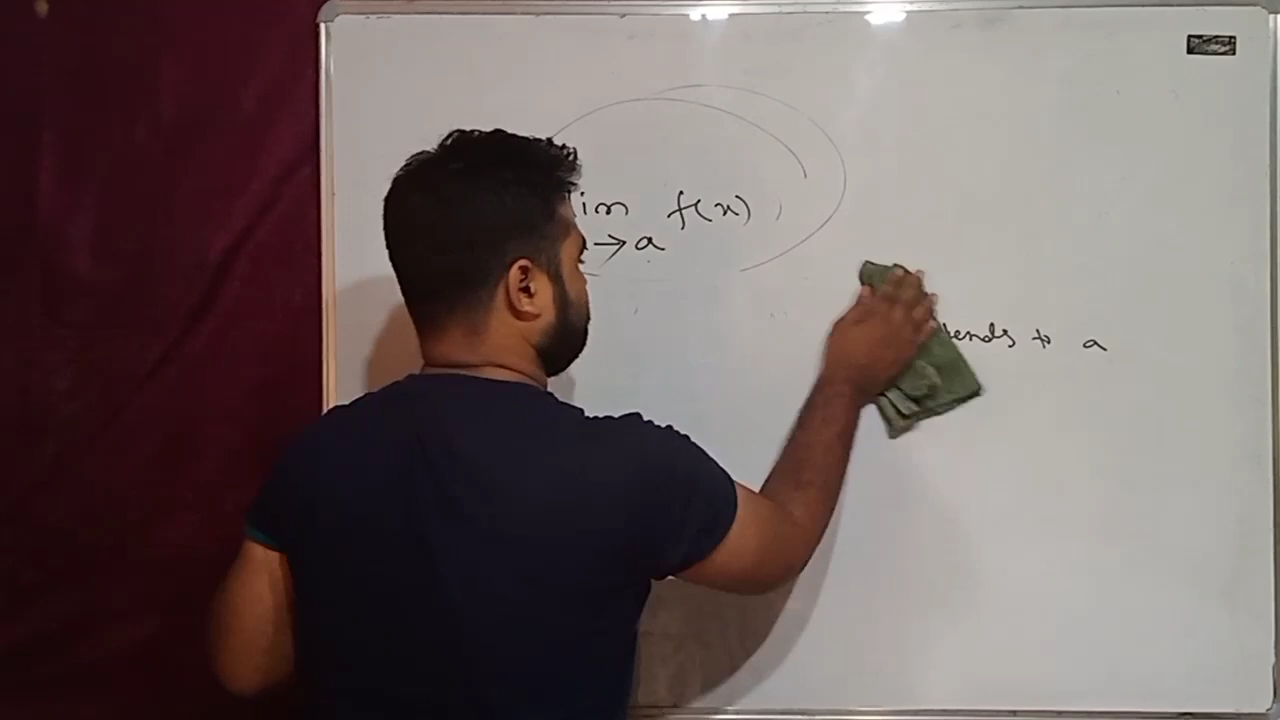 lim f(x)
→ a
tends to a